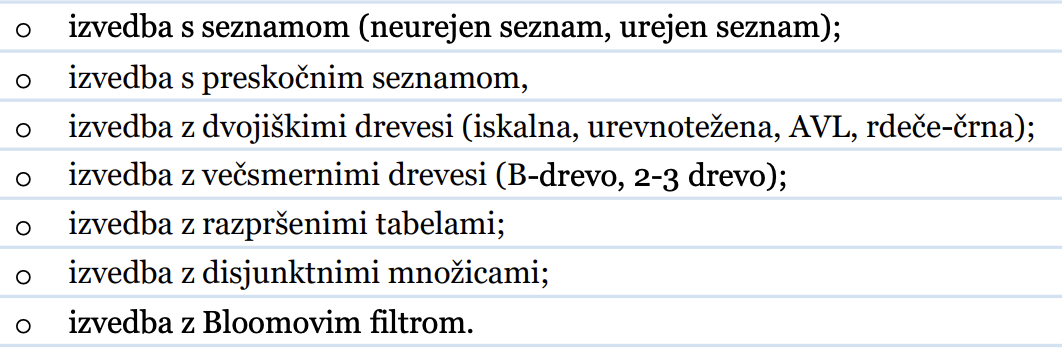 o izvedba s seznamom (neurejen seznam, urejen seznam);
o izvedba s preskočnim seznamom,
o izvedba z dvojiškimi drevesi (iskalna, urevnotežena, AVL, rdeče-črna);
o izvedba z večsmernimi drevesi (B-drevo, 2-3 drevo);
o izvedba z razpršenimi tabelami;
o izvedba z disjunktnimi množicami;
o izvedba z Bloomovim filtrom.